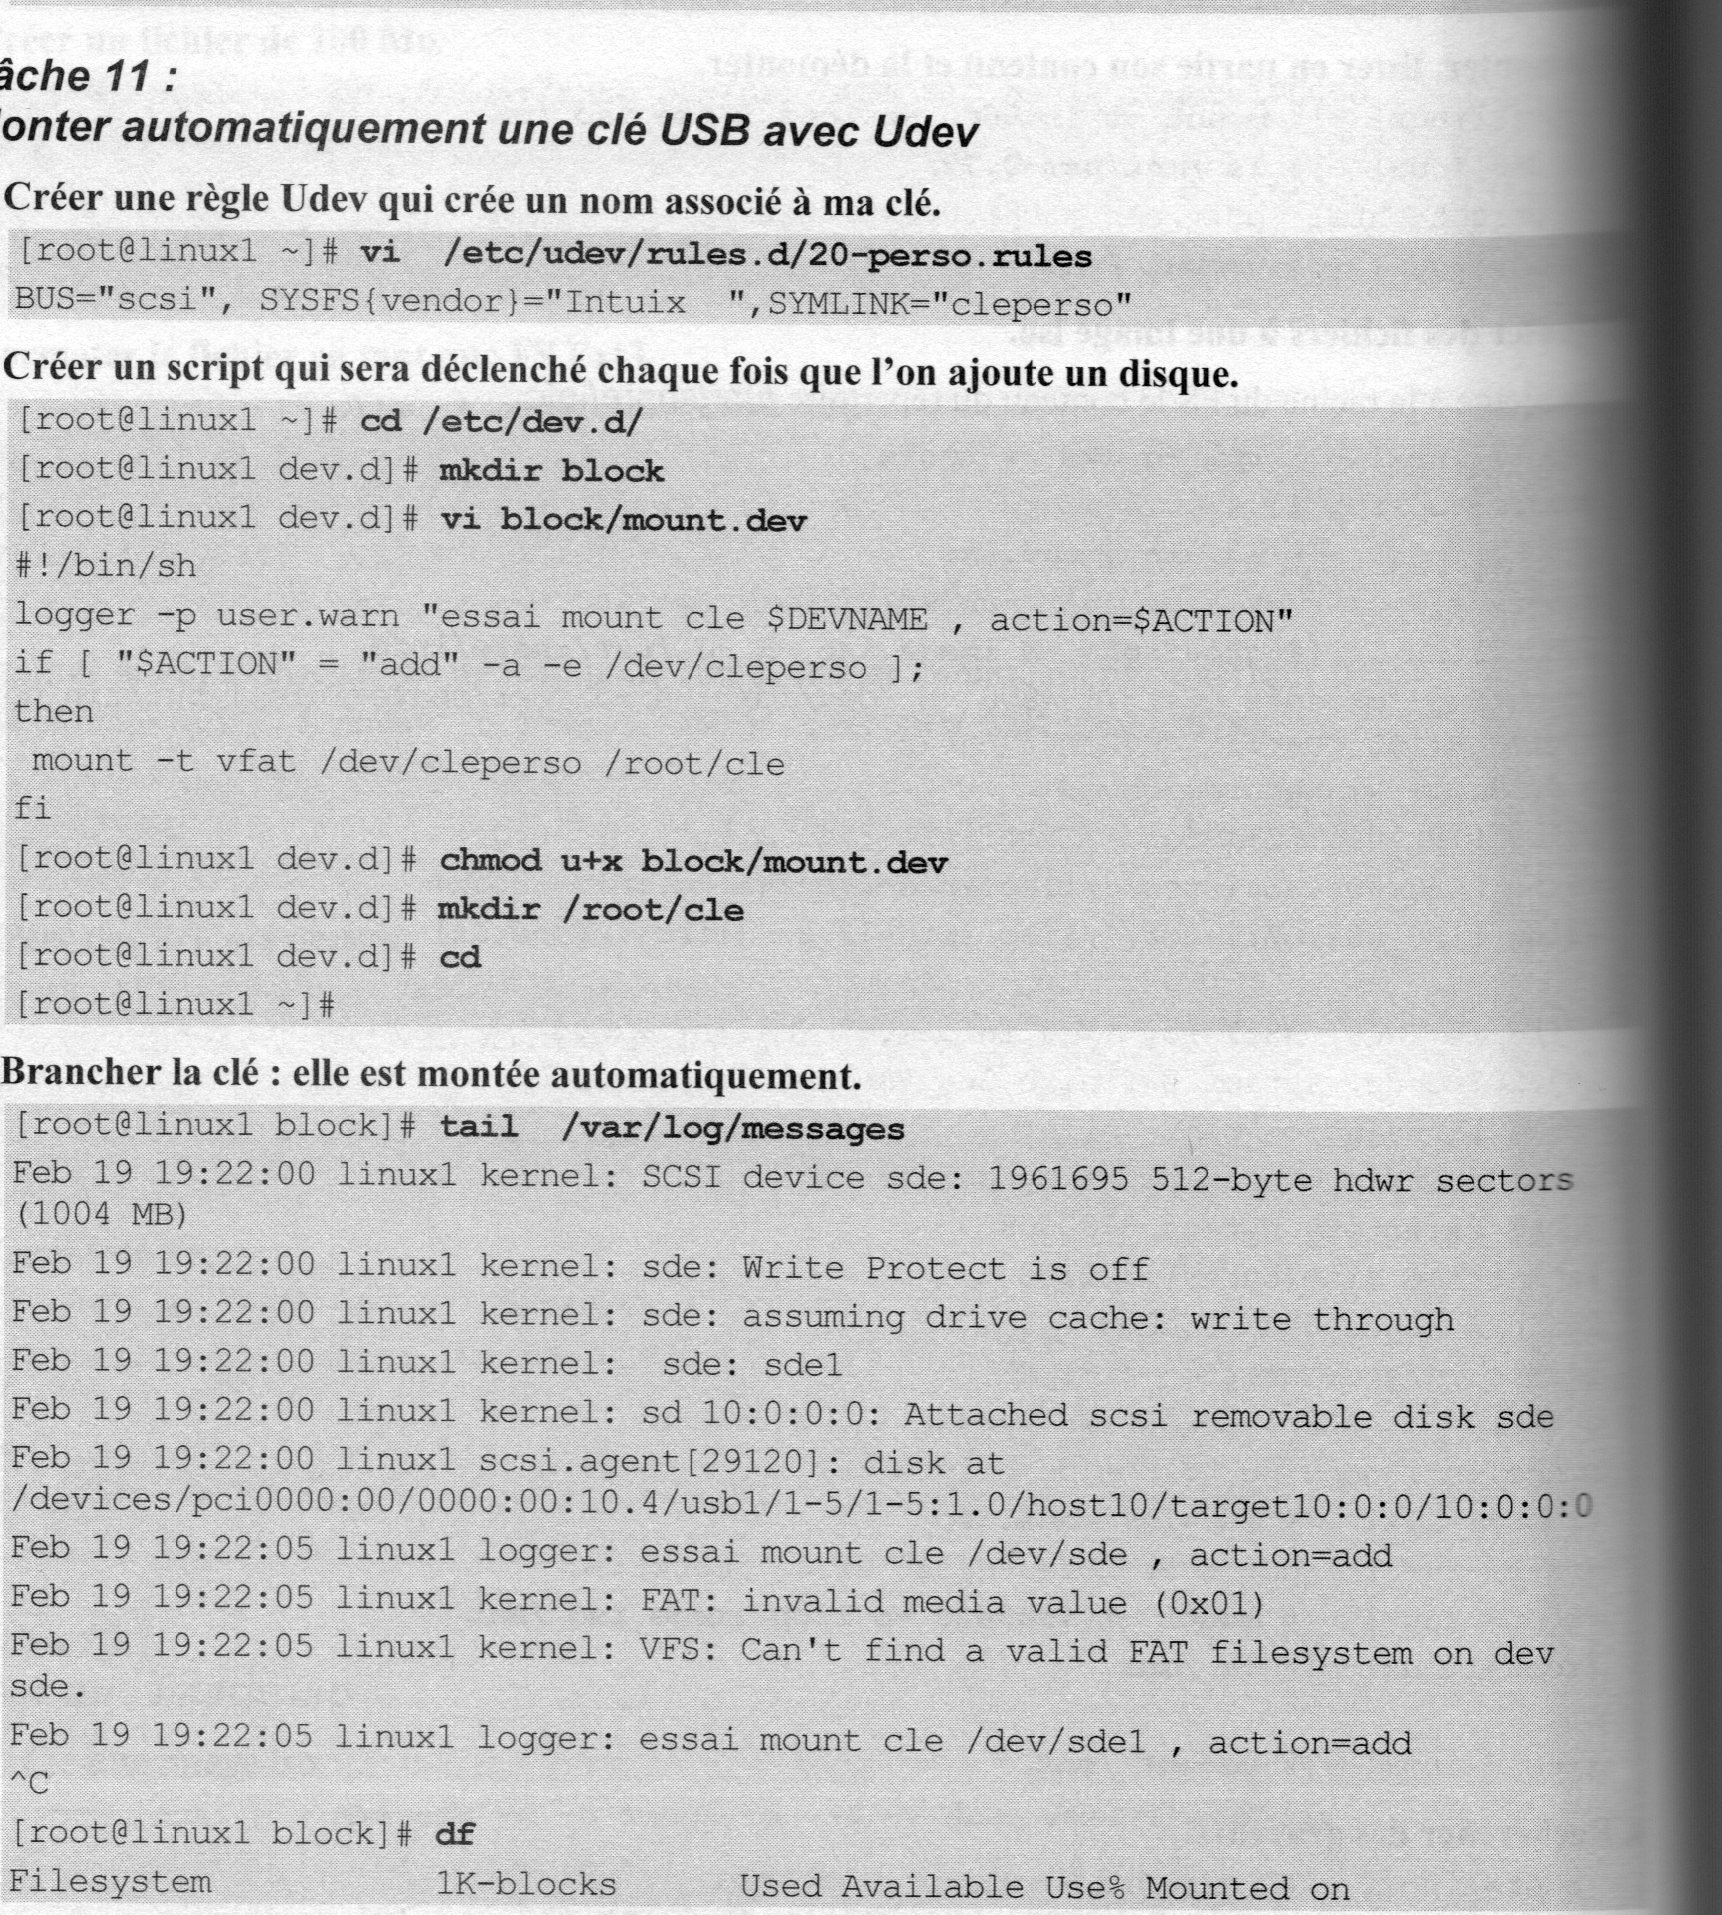 âche 11 :
onter automatiquement une clé USB avec Udev
Créer une règle Udev qui crée un nom associé à ma clé.
[root@linux1 ~]# vi  /etc/udev/rules.d/20-perso.rules
BUS="scsi", SYSFS{vendor}="Intuix  ",SYMLINK="cleperso"
Créer un script qui sera déclenché chaque fois que l'on ajoute un disque.
[root@linux1 ~]# cd /etc/dev.d/
[root@linux1 dev.d]# mkdir block
[root@linux1 dev.d]# vi block/mount.dev
#!/bin/sh
logger -p user.warn "essai mount cle $DEVNAME , action=$ACTION"
if [ "$ACTION" = "add" -a -e /dev/cleperso ];
then
 mount -t vfat /dev/cleperso /root/cle
fi
[root@linux1 dev.d]# chmod u+x block/mount.dev
[root@linux1 dev.d]# mkdir /root/cle
[root@linux1 dev.d]# cd
[root@linux1 ~]#
Brancher la clé : elle est montée automatiquement.
[root@linux1 block]# tail  /var/log/messages
Feb 19 19:22:00 linux1 kernel: SCSI device sde: 1961695 512-byte hdwr sectors
(1004 MB)
Feb 19 19:22:00 linux1 kernel: sde: Write Protect is off
Feb 19 19:22:00 linux1 kernel: sde: assuming drive cache: write through
Feb 19 19:22:00 linux1 kernel:  sde: sde1
Feb 19 19:22:00 linux1 kernel: sd 10:0:0:0: Attached scsi removable disk sde
Feb 19 19:22:00 linux1 scsi.agent[29120]: disk at
/devices/pci0000:00/0000:00:10.4/usb1/1-5/1-5:1.0/host10/target10:0:0/10:0:0:0
Feb 19 19:22:05 linux1 logger: essai mount cle /dev/sde , action=add
Feb 19 19:22:05 linux1 kernel: FAT: invalid media value (0x01)
Feb 19 19:22:05 linux1 kernel: VFS: Can't find a valid FAT filesystem on dev
sde.
Feb 19 19:22:05 linux1 logger: essai mount cle /dev/sde1 , action=add
^C
[root@linux1 block]# df
Filesystem           1K-blocks      Used Available Use% Mounted on